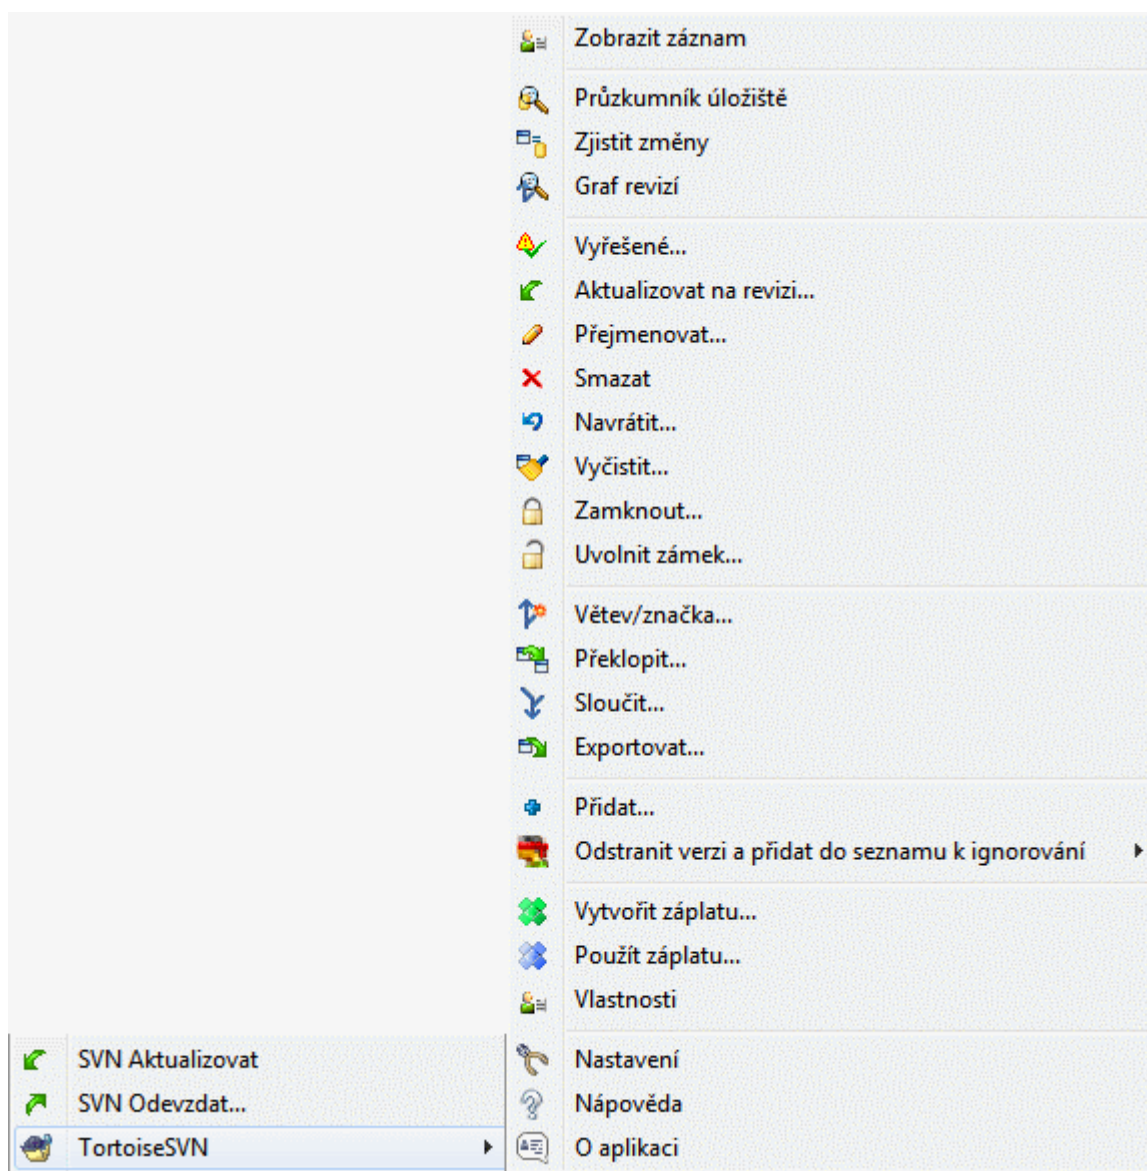 Zobrazit záznam
Průzkumník úložiště
Zjistit změny
Graf revizí
Vyřešené...
Aktualizovat na revizi...
Přejmenovat...
Smazat
Navrátit...
Vyčistit...
Zamknout...
Uvolnit zámek...
Větev/značka...
Překlopit...
Sloučit...
Exportovat...
Přidat...
Odstranit verzi a přidat do seznamu k ignorování
Vytvořit záplatu...
Použít záplatu...
Vlastnosti
SVN Aktualizovat
SVN Odevzdat...
TortoiseSVN
Nastavení
Nápověda
O aplikaci